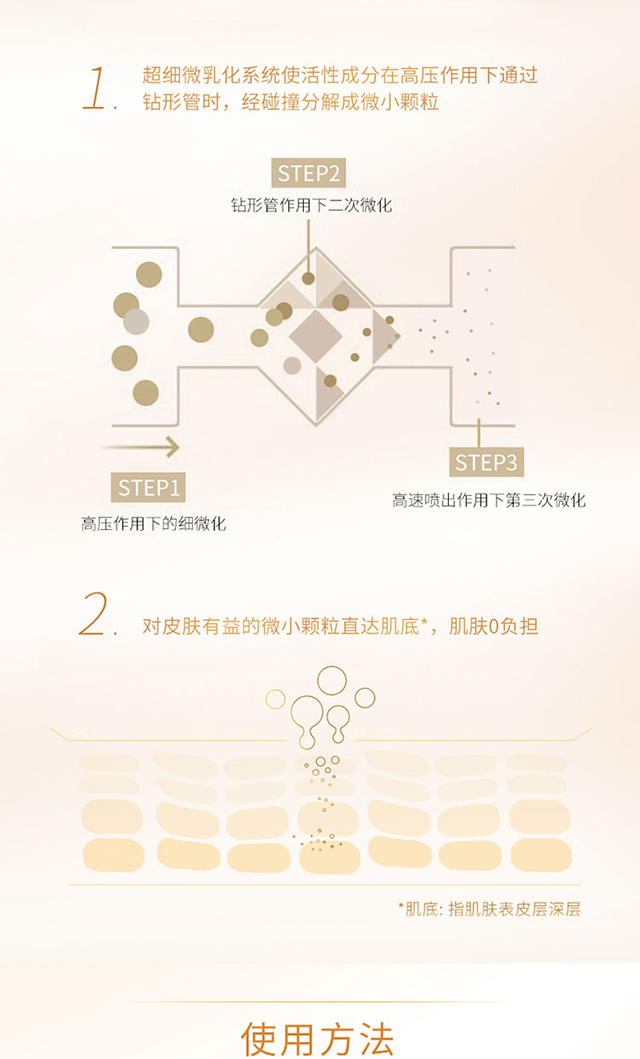 1. 超细微乳化系统使活性成分在高压作用下通过
钻形管时，经碰撞分解成微小颗粒
STEP2
钻形管作用下二次微化
STEP1
高压作用下的细微化
STEP3
高速喷出作用下第三次微化
2. 对皮肤有益的微小颗粒直达肌底*，肌肤0负担
*肌底: 指肌肤表皮层深层
使用方法